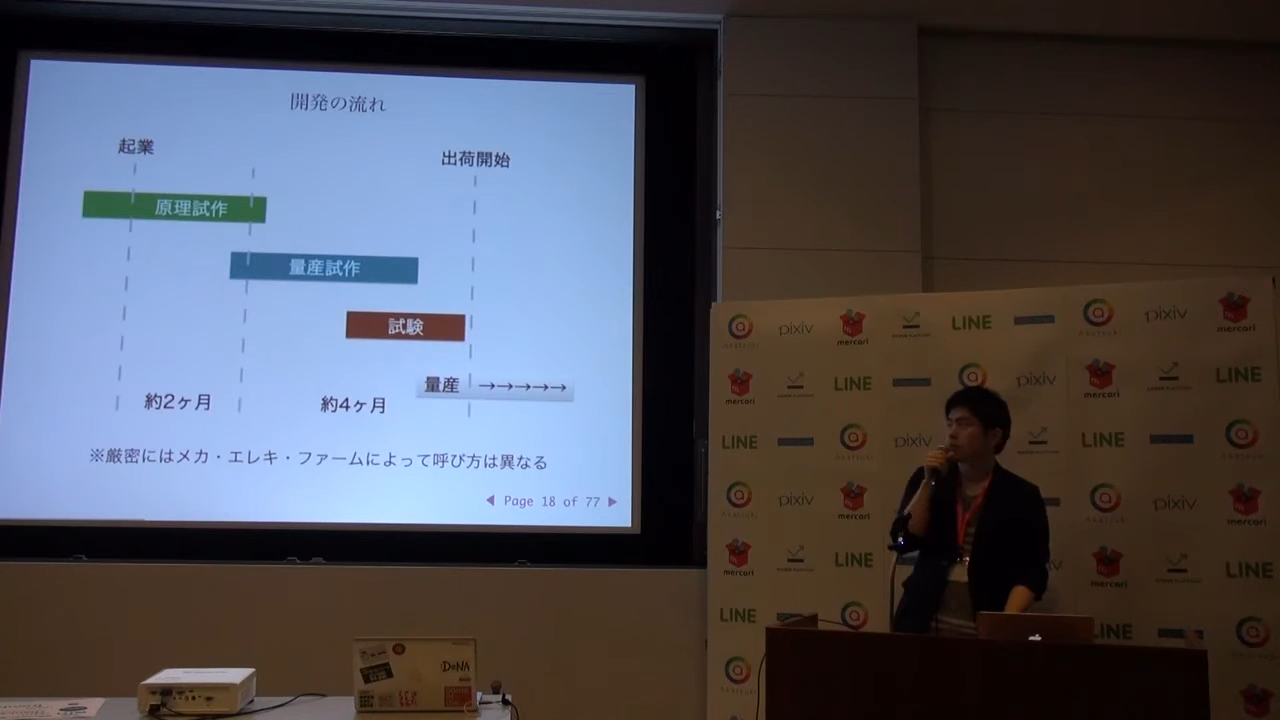 開発の流れ
起業
出荷開始
原理試作
量産試作
試験
量産 →→→→→
約2ヶ月
約4ヶ月
※厳密にはメカ・エレキ・ファームによって呼び方は異なる
◀ Page 18 of 77 ▶
pixiv mercari LINE pixiv mercari
mercari LINE pixiv mercari LINE
LINE pixiv LINE
pixiv mercari pixiv mercari
mercari LINE mercari LINE
LINE LINE
DeNA